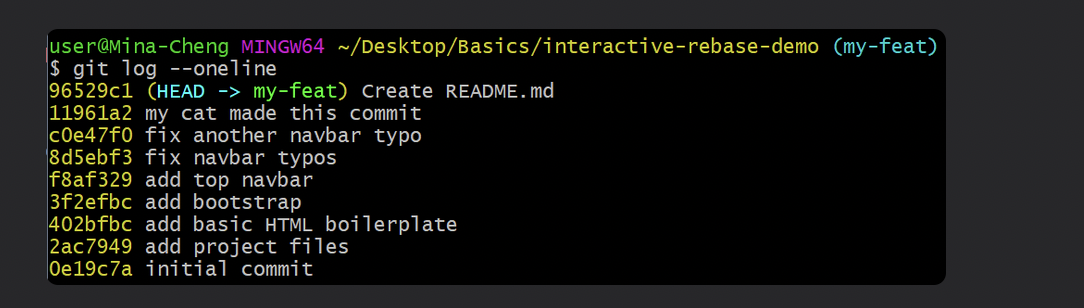 user@Mina-Cheng MINGW64 ~/Desktop/Basics/interactive-rebase-demo (my-feat)
$ git log --oneline
96529c1 (HEAD -> my-feat) Create README.md
11961a2 my cat made this commit
c0e47f0 fix another navbar typo
8d5ebf3 fix navbar typos
f8af329 add top navbar
3f2efbc add bootstrap
402bfbc add basic HTML boilerplate
2ac7949 add project files
0e19c7a initial commit